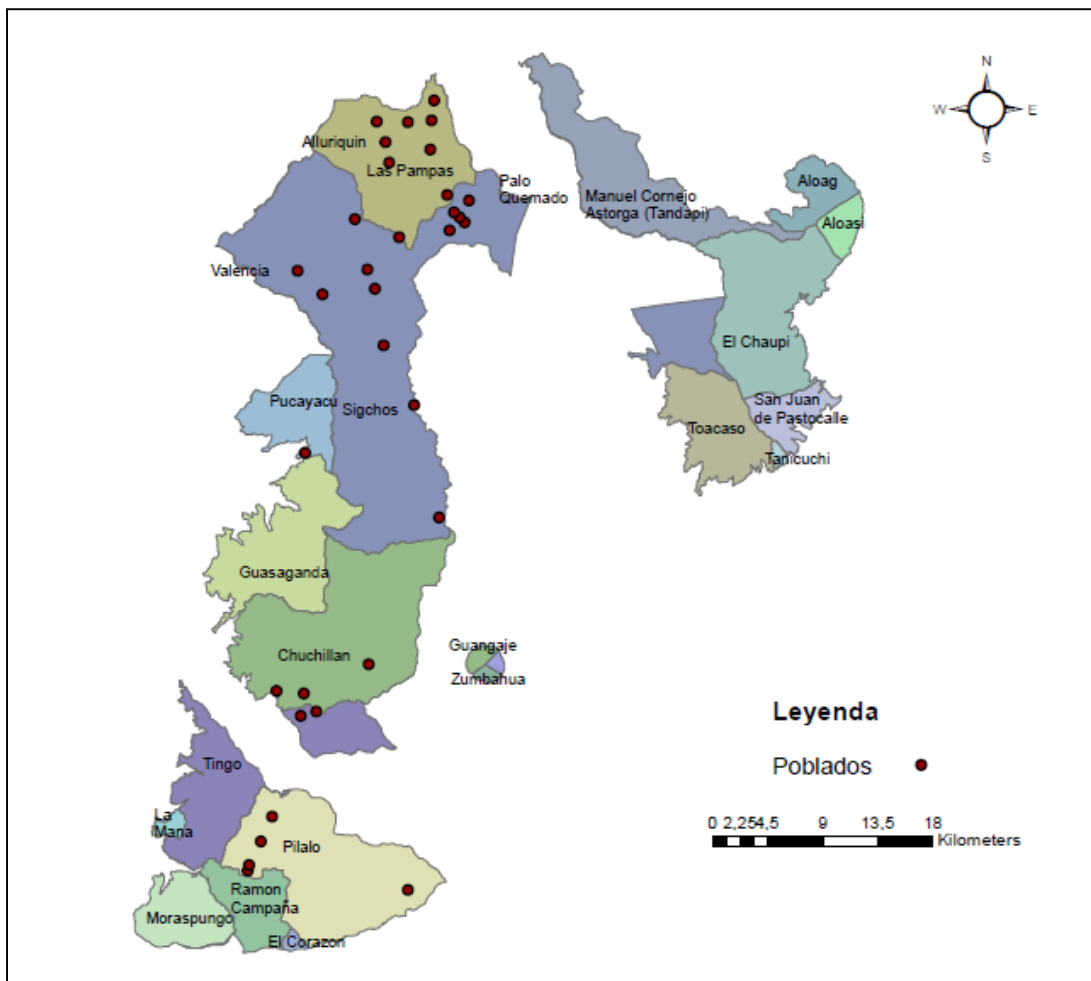 N
W E
S
Alluriquin
Las Pampas
Palo
Quemado
Manuel Cornejo
Astorga (Tandapi)
Aloag
Aloasi
Valencia
El Chaupi
Pucayacu
Sigchos
San Juan
de Pastocalle
Toacaso
Tanicuchi
Guasaganda
Chuchillan
Guangaje
Zumbahua
Leyenda
Poblados
Tingo
La
Mana
Pilalo
0 2,25 4,5 9 13,5 18
Kilometers
Ramon
Campaña
Moraspungo
El Corazon